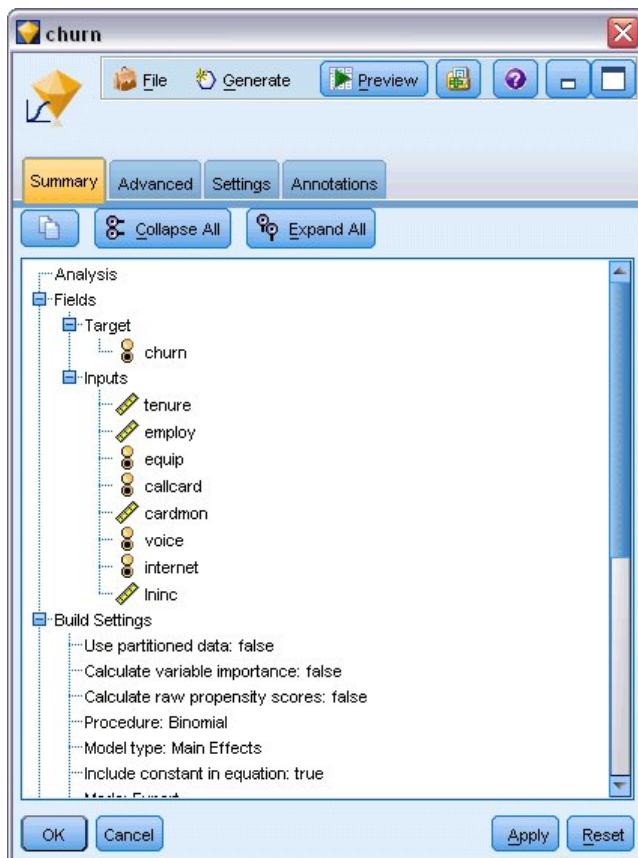 churn
File Generate Preview
Summary Advanced Settings Annotations
Collapse All Expand All
Analysis
Fields
Target
churn
Inputs
tenure
employ
equip
callcard
cardmon
voice
internet
lninc
Build Settings
Use partitioned data: false
Calculate variable importance: false
Calculate raw propensity scores: false
Procedure: Binomial
Model type: Main Effects
Include constant in equation: true
Mode: Expert
OK Cancel Apply Reset